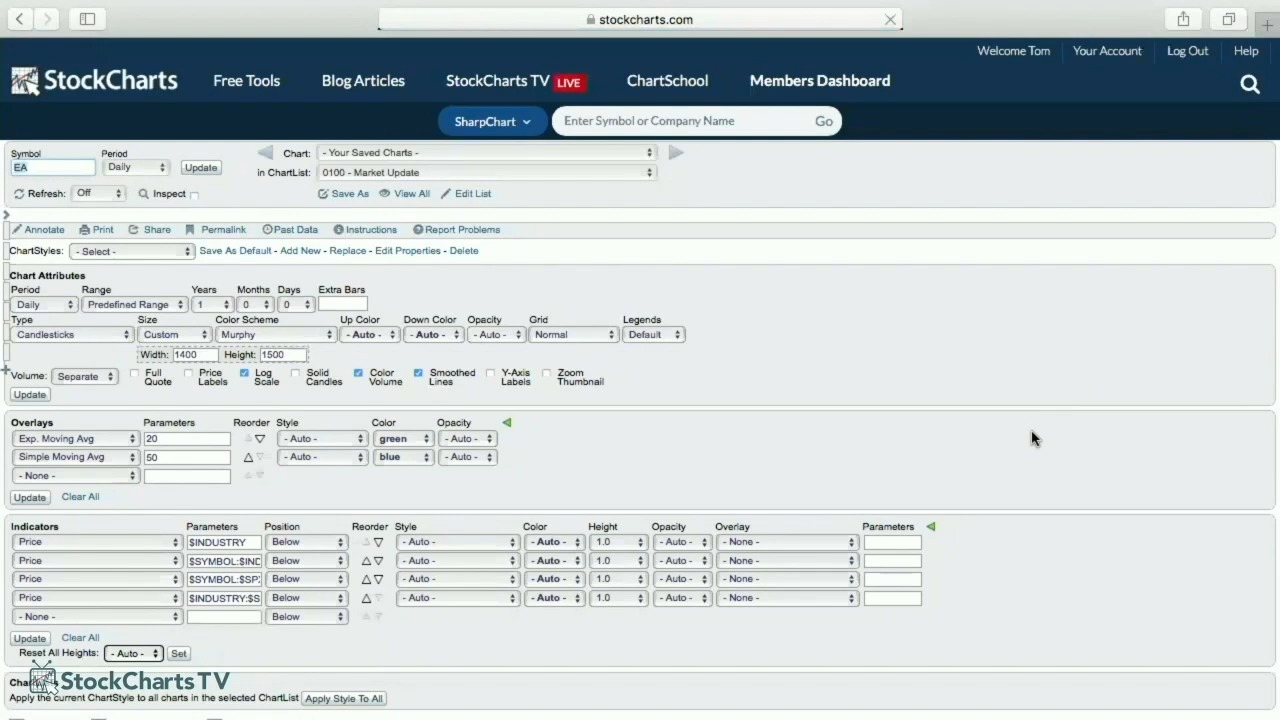 stockcharts.com
Welcome Tom Your Account Log Out Help
StockCharts Free Tools Blog Articles StockCharts TV LIVE ChartSchool Members Dashboard
SharpChart Enter Symbol or Company Name Go
Symbol Period Chart: - Your Saved Charts -
EA Daily Update in ChartList: 0100 - Market Update
Refresh: Off Inspect Save As View All Edit List
Annotate Print Share Permalink Past Data Instructions Report Problems
ChartStyles: - Select - Save As Default - Add New - Replace - Edit Properties - Delete
Chart Attributes
Period Range Years Months Days Extra Bars
Daily Predefined Range 1 0 0
Type Size Color Scheme Up Color Down Color Opacity Grid Legends
Candlesticks Custom Murphy - Auto - - Auto - - Auto - Normal Default
Width: 1400 Height: 1500
Volume: Separate Full Quote Price Labels Log Scale Solid Candles Color Volume Smoothed Lines Y-Axis Labels Zoom Thumbnail
Update
Overlays Parameters Reorder Style Color Opacity
Exp. Moving Avg 20 - Auto - green - Auto -
Simple Moving Avg 50 - Auto - blue - Auto -
- None -
Update Clear All
Indicators Parameters Position Reorder Style Color Height Opacity Overlay Parameters
Price $INDUSTRY Below - Auto - - Auto - 1.0 - Auto - - None -
Price $SYMBOL:$IND Below - Auto - - Auto - 1.0 - Auto - - None -
Price $SYMBOL:$SP Below - Auto - - Auto - 1.0 - Auto - - None -
Price $INDUSTRY:$S Below - Auto - - Auto - 1.0 - Auto - - None -
- None - Below
Update Clear All
Reset All Heights: - Auto - Set
StockCharts TV
Apply the current ChartStyle to all charts in the selected ChartList Apply Style To All